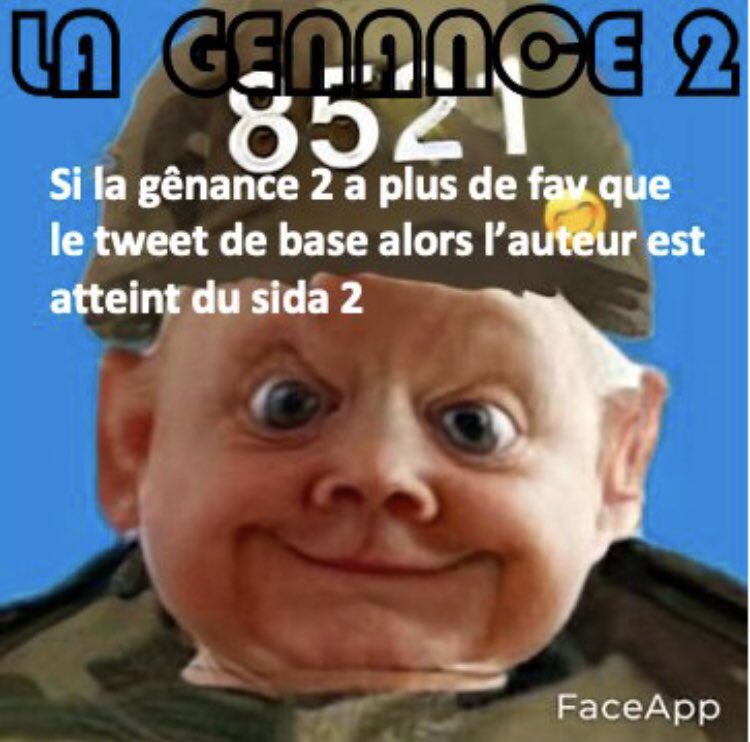 LA GENANCE 2
8521
Si la gênance 2 a plus de fav que
le tweet de base alors l’auteur est
atteint du sida 2
FaceApp